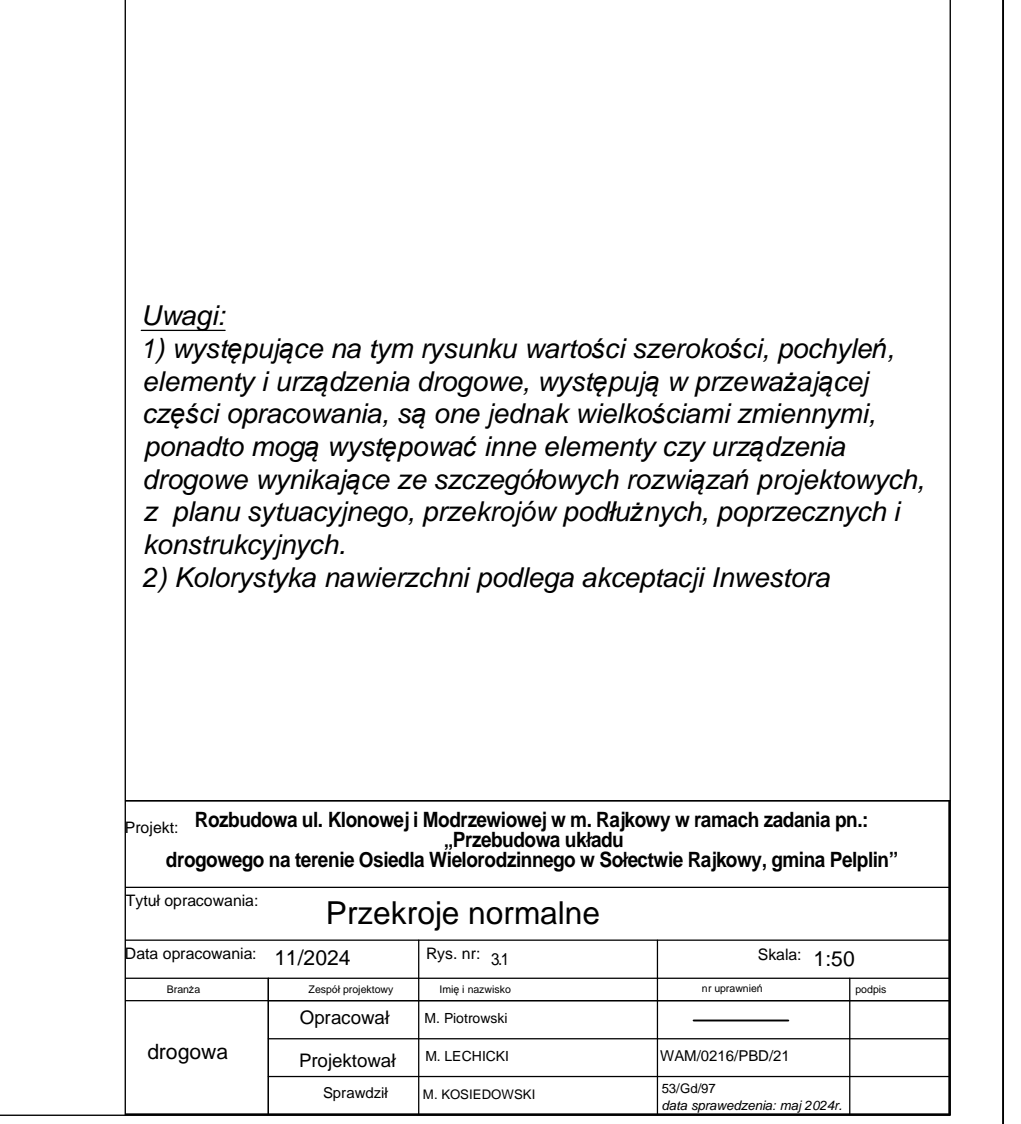 Uwagi:
1) występujące na tym rysunku wartości szerokości, pochyleń,
elementy i urządzenia drogowe, występują w przeważającej
części opracowania, są one jednak wielkościami zmiennymi,
ponadto mogą występować inne elementy czy urządzenia
drogowe wynikające ze szczegółowych rozwiązań projektowych,
z planu sytuacyjnego, przekrojów podłużnych, poprzecznych i
konstrukcyjnych.
2) Kolorystyka nawierzchni podlega akceptacji Inwestora
Projekt: Rozbudowa ul. Klonowej i Modrzewiowej w m. Rajkowy w ramach zadania pn.:
„Przebudowa układu
drogowego na terenie Osiedla Wielorodzinnego w Sołectwie Rajkowy, gmina Pelplin”
Tytuł opracowania: Przekroje normalne
Data opracowania: 11/2024 Rys. nr: 3.1 Skala: 1:50
Branża Zespół projektowy Imię i nazwisko nr uprawnień podpis
drogowa
Opracował M. Piotrowski
Projektował M. LECHICKI WAM/0216/PBD/21
Sprawdził M. KOSIEDOWSKI 53/Gd/97
data sprawedzenia: maj 2024r.